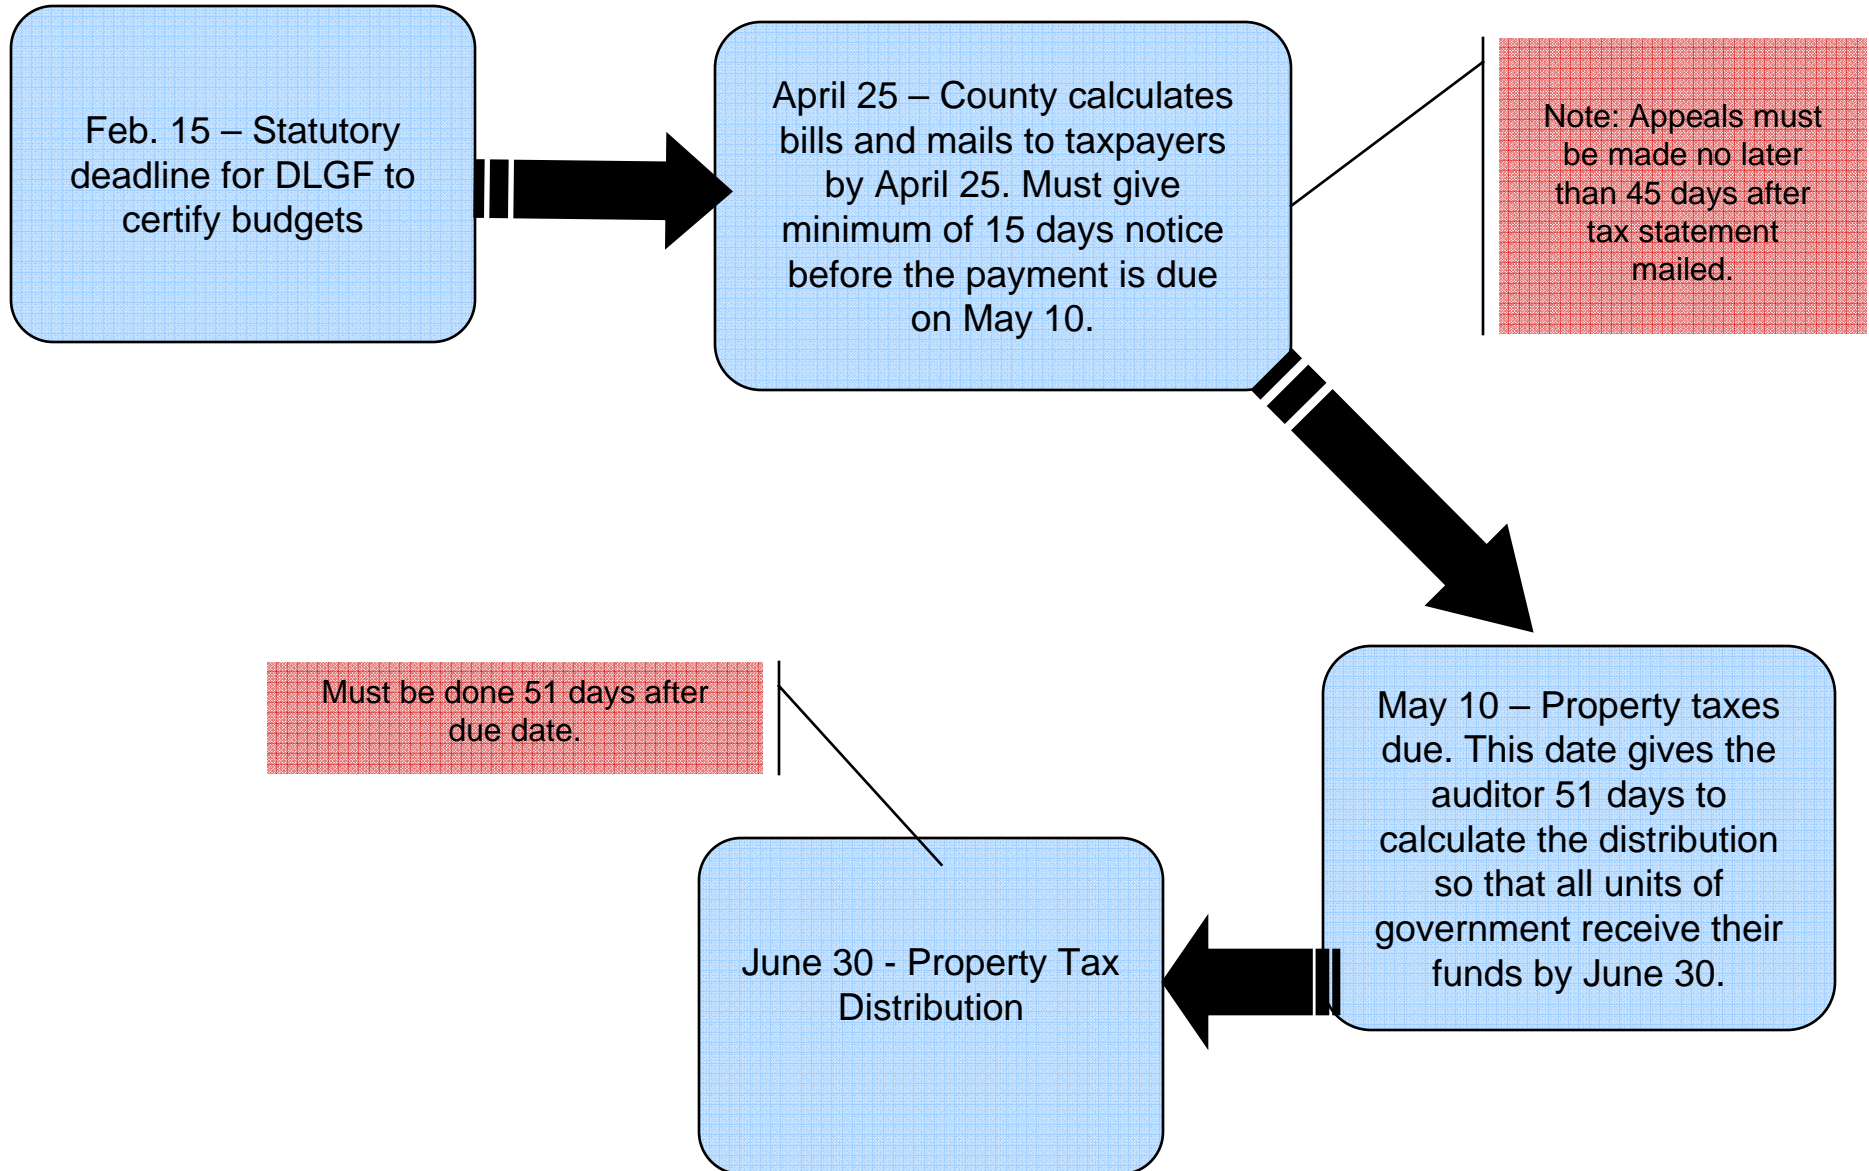 Feb. 15 – Statutory
deadline for DLGF to
certify budgets
April 25 – County calculates
bills and mails to taxpayers
by April 25. Must give
minimum of 15 days notice
before the payment is due
on May 10.
Note: Appeals must
be made no later
than 45 days after
tax statement
mailed.
May 10 – Property taxes
due. This date gives the
auditor 51 days to
calculate the distribution
so that all units of
government receive their
funds by June 30.
Must be done 51 days after
due date.
June 30 - Property Tax
Distribution